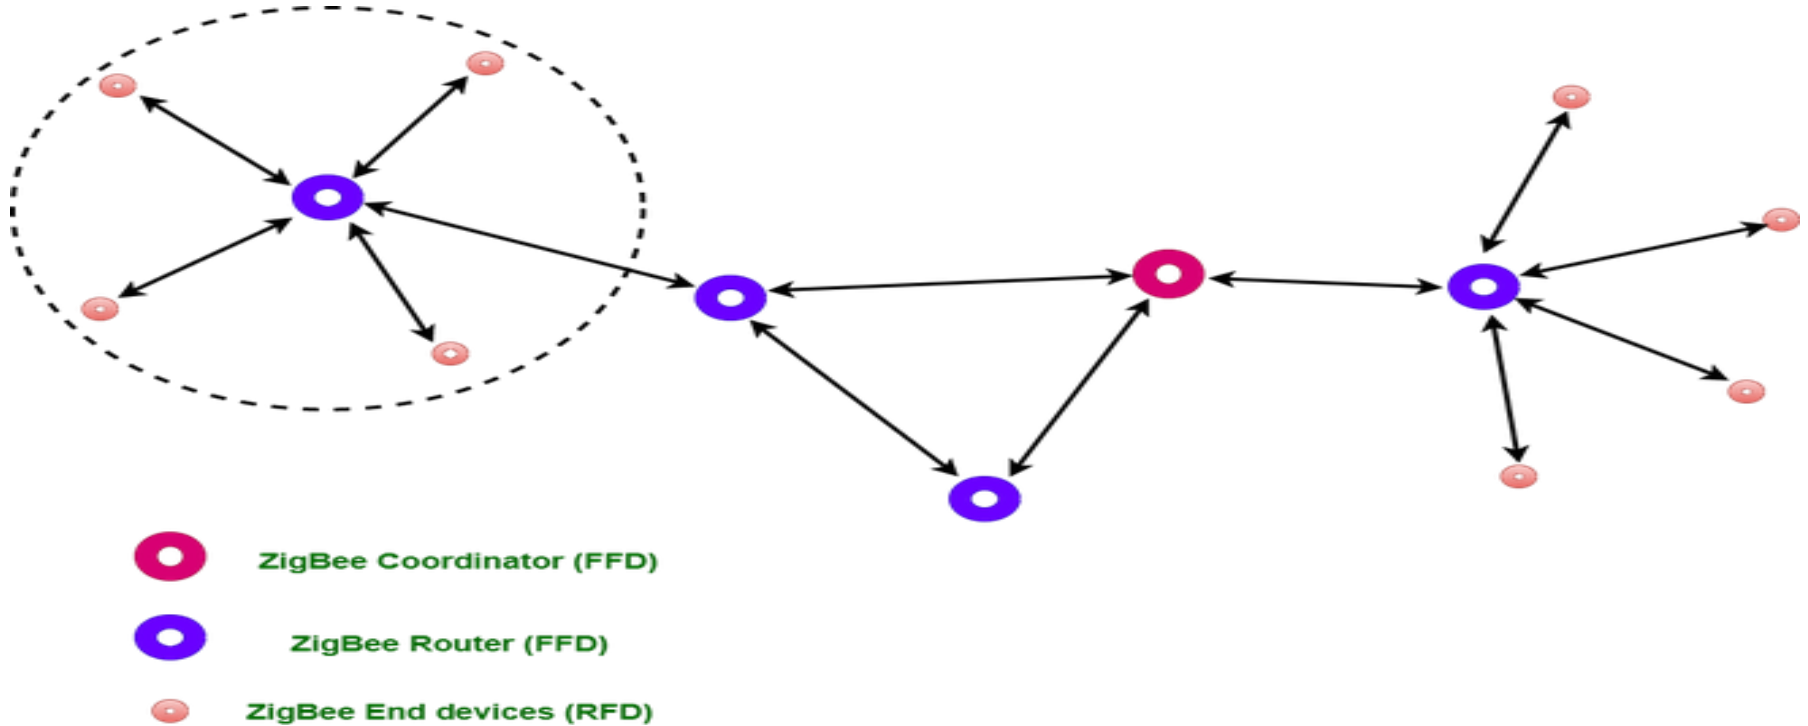 ZigBee Coordinator (FFD)
ZigBee Router (FFD)
ZigBee End devices (RFD)